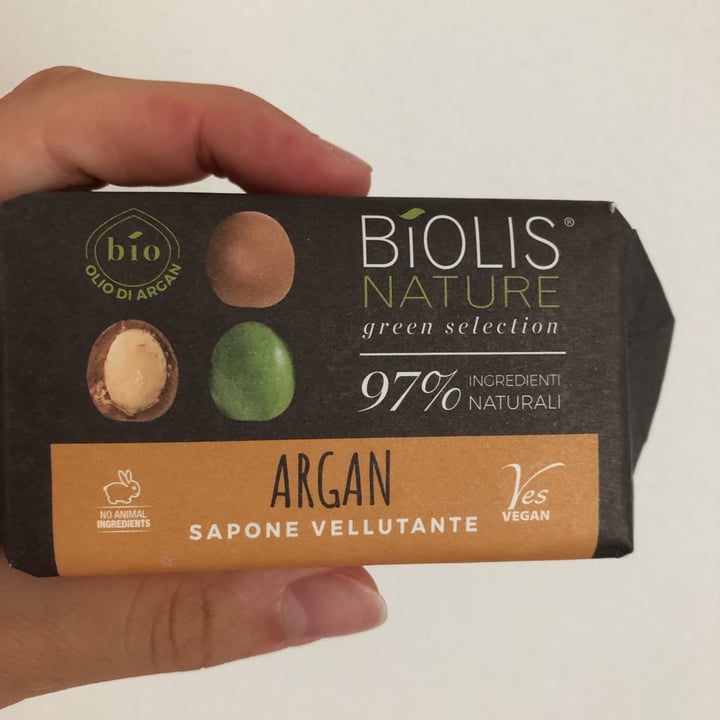 bio
OLIO DI ARGAN
BiOLIS®
NATURE
green selection
97% INGREDIENTI
NATURALI
ARGAN
SAPONE VELLUTANTE
NO ANIMAL
INGREDIENTS
Yes
VEGAN